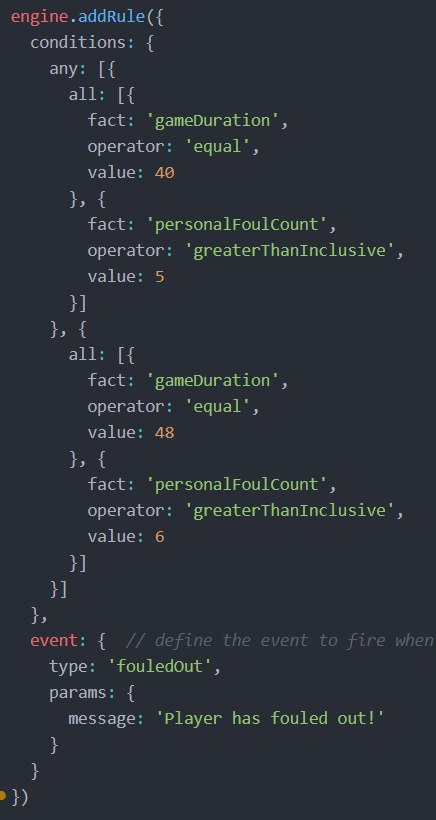 engine.addRule({
  conditions: {
    any: [{
      all: [{
        fact: 'gameDuration',
        operator: 'equal',
        value: 40
      }, {
        fact: 'personalFoulCount',
        operator: 'greaterThanInclusive',
        value: 5
      }]
    }, {
      all: [{
        fact: 'gameDuration',
        operator: 'equal',
        value: 48
      }, {
        fact: 'personalFoulCount',
        operator: 'greaterThanInclusive',
        value: 6
      }]
    }]
  },
  event: {  // define the event to fire when
    type: 'fouledOut',
    params: {
      message: 'Player has fouled out!'
    }
  }
})